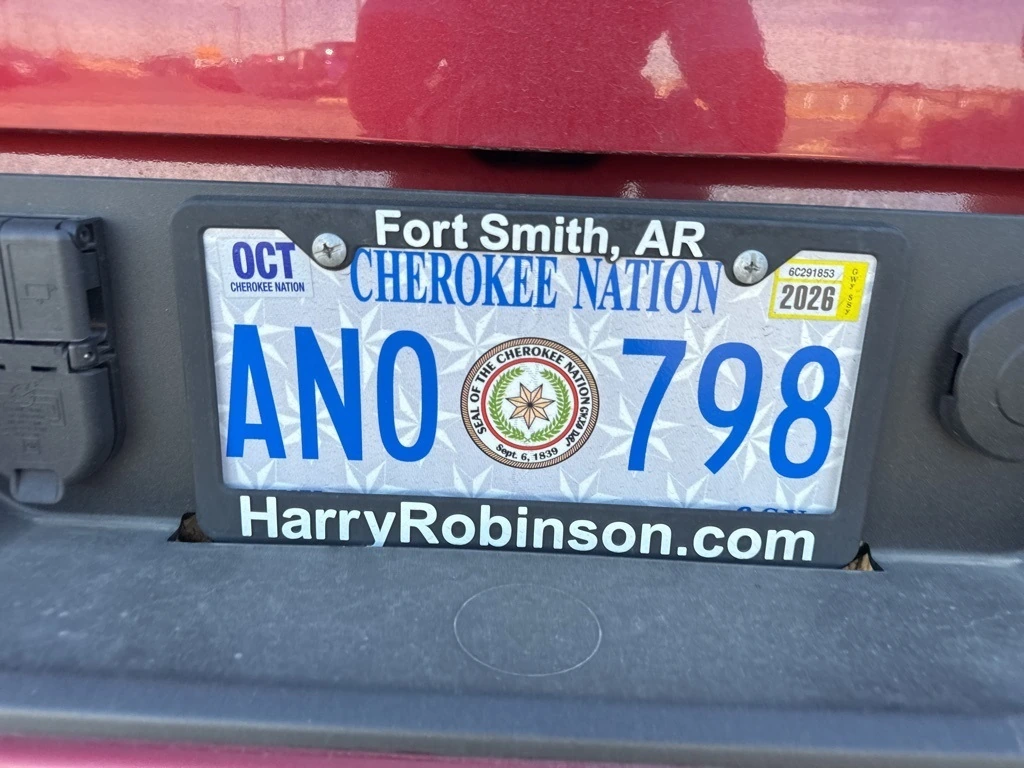 Fort Smith, AR
OCT
CHEROKEE NATION
CHEROKEE NATION
6C291853
2026
AN0 798
SEAL OF THE CHEROKEE NATION
Sept. 6, 1839
HarryRobinson.com